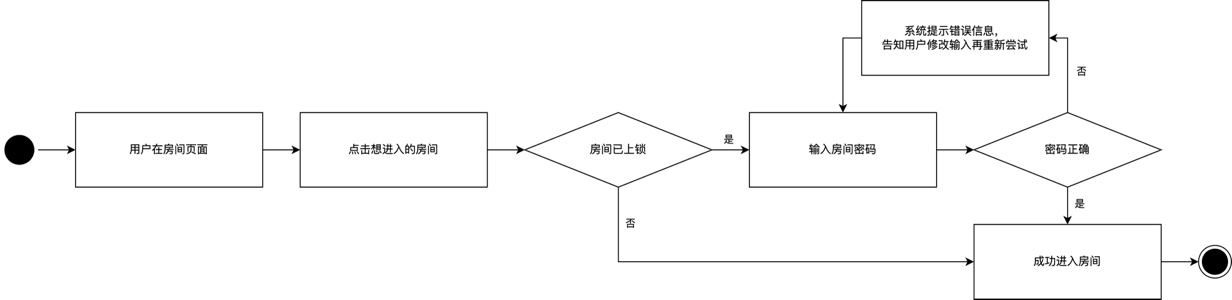 系统提示错误信息，
告知用户修改输入再重新尝试
否
用户在房间页面
点击想进入的房间
房间已上锁
是
输入房间密码
密码正确
是
否
成功进入房间